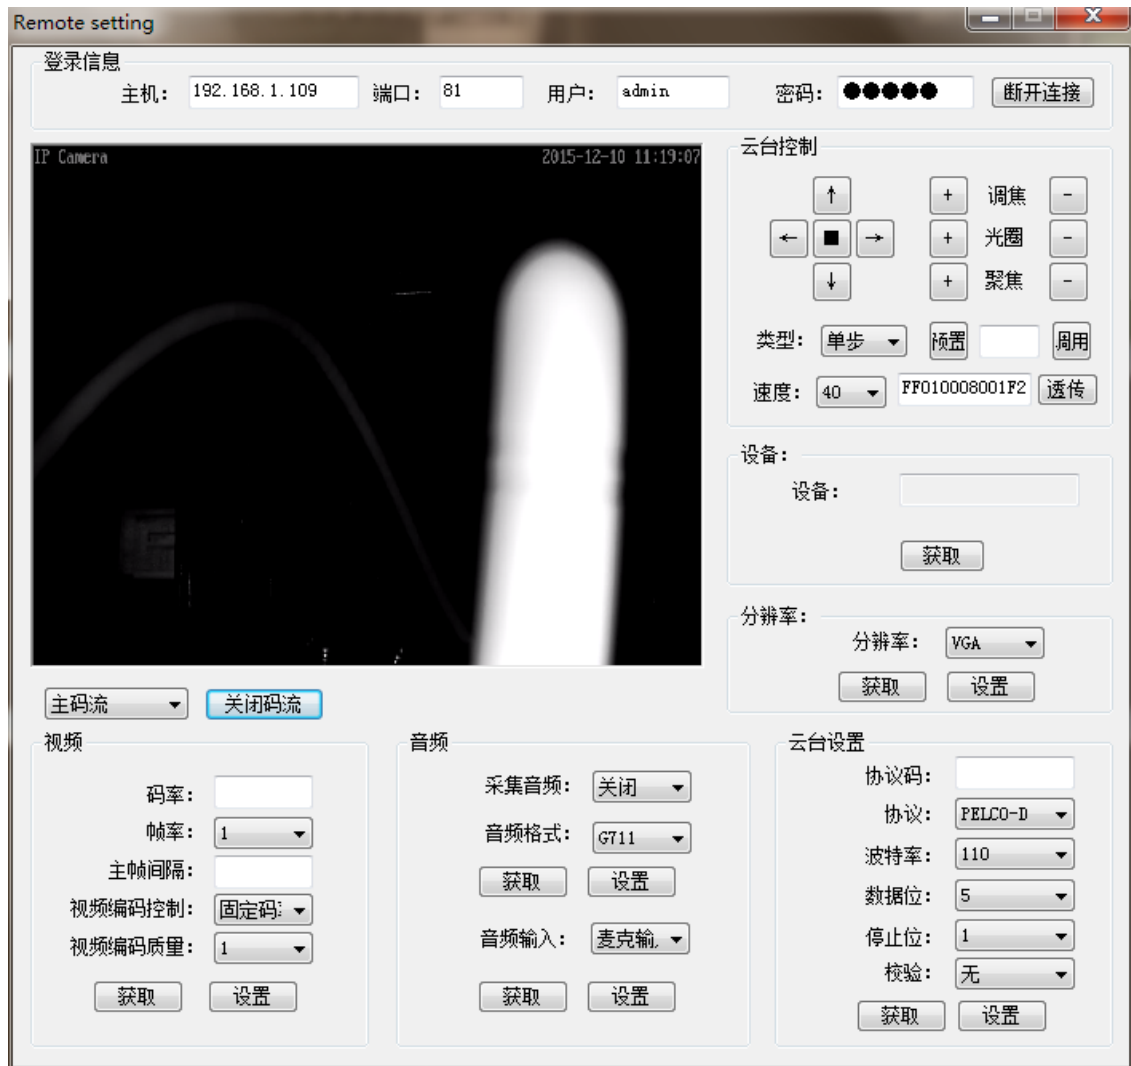 Remote setting
登录信息
主机： 192.168.1.109 端口： 81 用户： admin 密码： ●●●●● 断开连接
IP Camera 2015-12-10 11:19:07
云台控制
↑ + 调焦 -
← ■ → + 光圈 -
↓ + 聚焦 -
类型： 单步 预置 调用
速度： 40 FF010008001F2 透传
设备：
设备：
获取
分辨率：
分辨率： VGA
获取 设置
主码流 关闭码流
视频
码率：
帧率： 1
主帧间隔：
视频编码控制： 固定码
视频编码质量： 1
获取 设置
音频
采集音频： 关闭
音频格式： G711
获取 设置
音频输入： 麦克输
获取 设置
云台设置
协议码：
协议： PELCO-D
波特率： 110
数据位： 5
停止位： 1
校验： 无
获取 设置